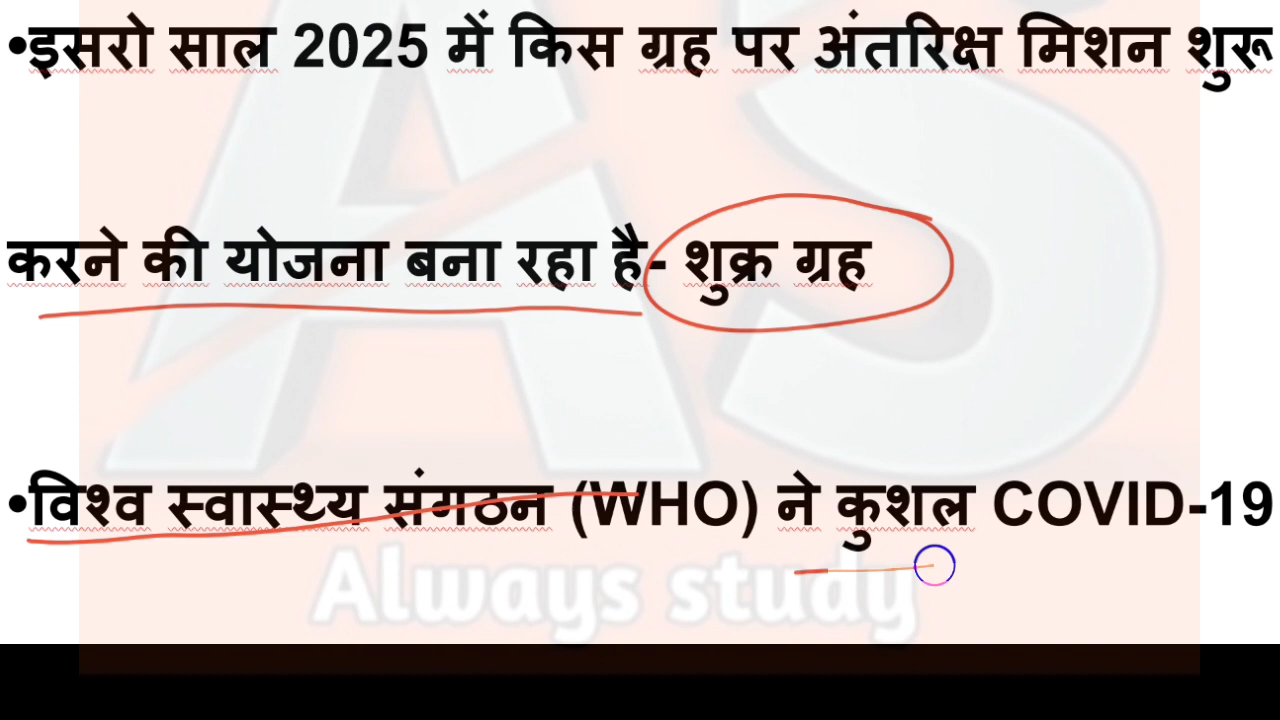 •इसरो साल 2025 में किस ग्रह पर अंतरिक्ष मिशन शुरू
करने की योजना बना रहा है- शुक्र ग्रह
•विश्व स्वास्थ्य संगठन (WHO) ने कुशल COVID-19
Always study